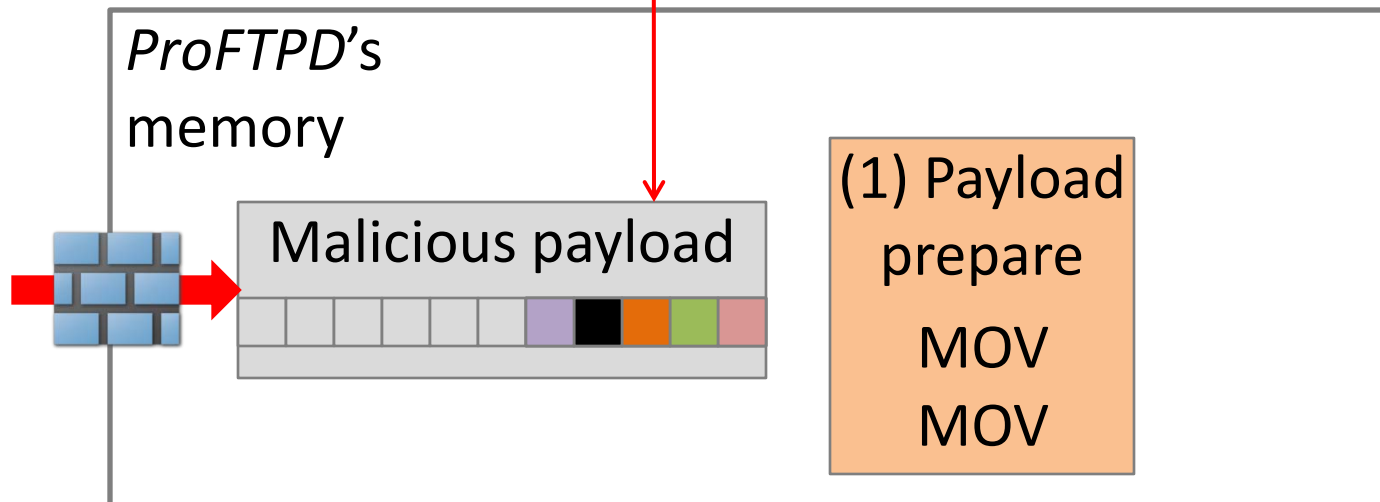 ProFTPD’s
memory
Malicious payload
(1) Payload
prepare
MOV
MOV